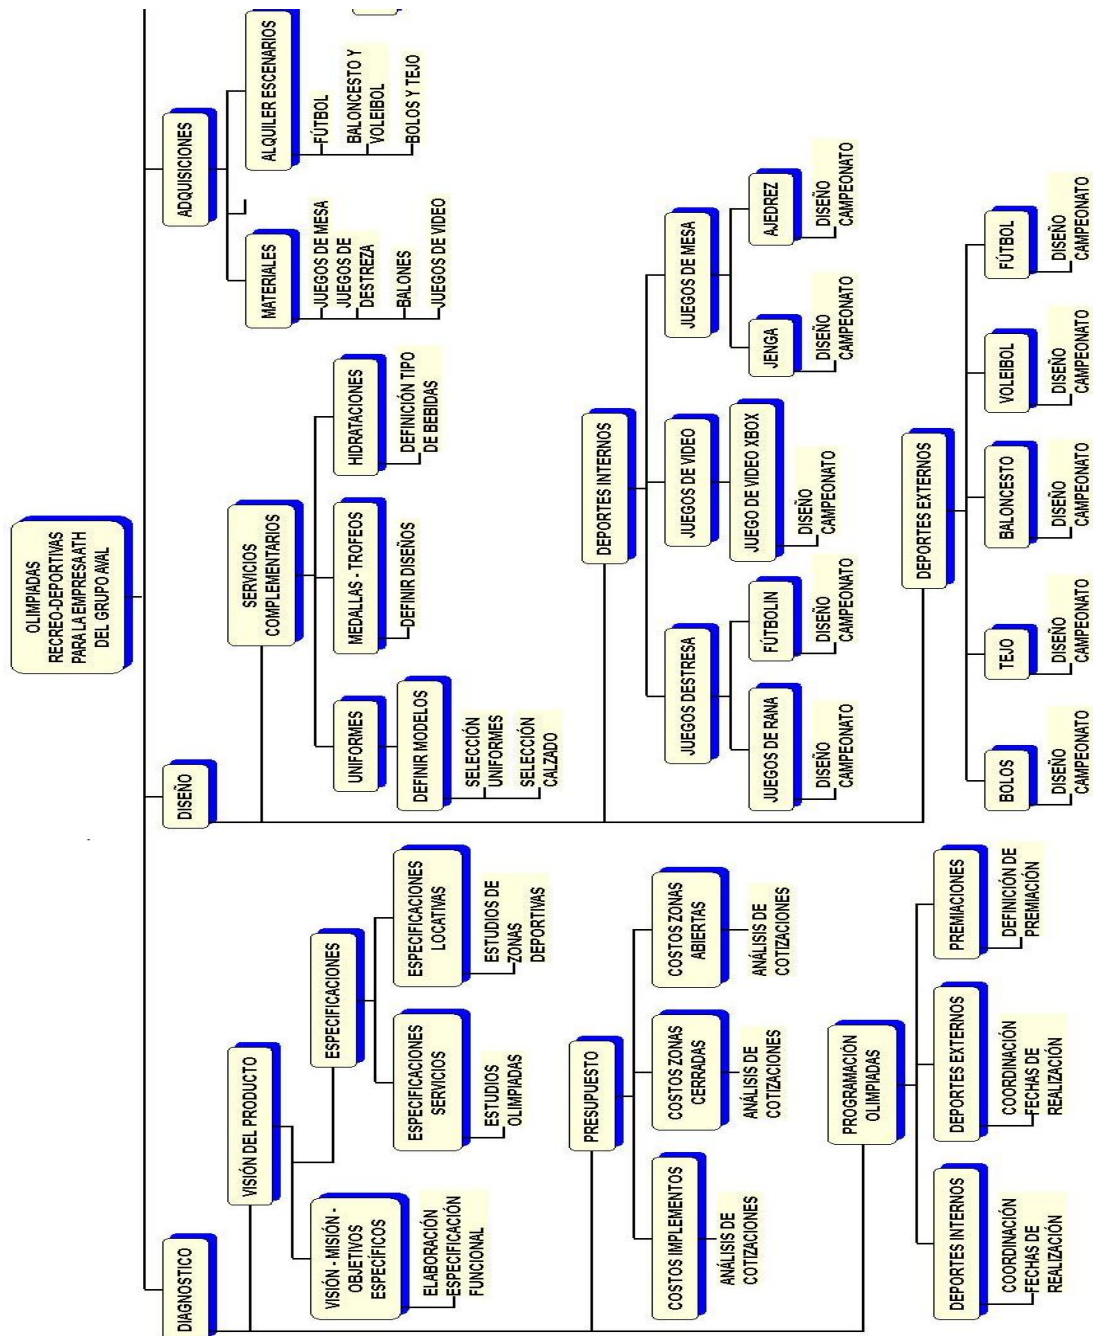 OLIMPIADAS
RECREO-DEPORTIVAS
PARA LA EMPRESA ATH
DEL GRUPO AVAL
DIAGNOSTICO
VISIÓN DEL PRODUCTO
VISIÓN - MISIÓN -
OBJETIVOS
ESPECÍFICOS
ELABORACIÓN
ESPECIFICACIÓN
FUNCIONAL
ESPECIFICACIONES
ESPECIFICACIONES
SERVICIOS
ESTUDIOS
OLIMPIADAS
ESPECIFICACIONES
LOCATIVAS
ESTUDIOS DE
ZONAS
DEPORTIVAS
PRESUPUESTO
COSTOS IMPLEMENTOS
ANÁLISIS DE
COTIZACIONES
COSTOS ZONAS
CERRADAS
ANÁLISIS DE
COTIZACIONES
COSTOS ZONAS
ABIERTAS
ANÁLISIS DE
COTIZACIONES
PROGRAMACIÓN
OLIMPIADAS
DEPORTES INTERNOS
COORDINACIÓN
FECHAS DE
REALIZACIÓN
DEPORTES EXTERNOS
COORDINACIÓN
FECHAS DE
REALIZACIÓN
PREMIACIONES
DEFINICIÓN DE
PREMIACIÓN
DISEÑO
SERVICIOS
COMPLEMENTARIOS
UNIFORMES
DEFINIR MODELOS
SELECCIÓN
UNIFORMES
SELECCIÓN
CALZADO
MEDALLAS - TROFEOS
DEFINIR DISEÑOS
HIDRATACIONES
DEFINICIÓN TIPO
DE BEBIDAS
DEPORTES INTERNOS
JUEGOS DESTRESA
JUEGOS DE RANA
DISEÑO
CAMPEONATO
FÚTBOLIN
DISEÑO
CAMPEONATO
JUEGOS DE VIDEO
JUEGO DE VIDEO XBOX
DISEÑO
CAMPEONATO
JUEGOS DE MESA
JENGA
DISEÑO
CAMPEONATO
AJEDREZ
DISEÑO
CAMPEONATO
DEPORTES EXTERNOS
BOLOS
DISEÑO
CAMPEONATO
TEJO
DISEÑO
CAMPEONATO
BALONCESTO
DISEÑO
CAMPEONATO
VOLEIBOL
DISEÑO
CAMPEONATO
FÚTBOL
DISEÑO
CAMPEONATO
ADQUISICIONES
MATERIALES
JUEGOS DE MESA
JUEGOS DE
DESTREZA
BALONES
JUEGOS DE VIDEO
ALQUILER ESCENARIOS
FÚTBOL
BALONCESTO Y
VOLEIBOL
BOLOS Y TEJO